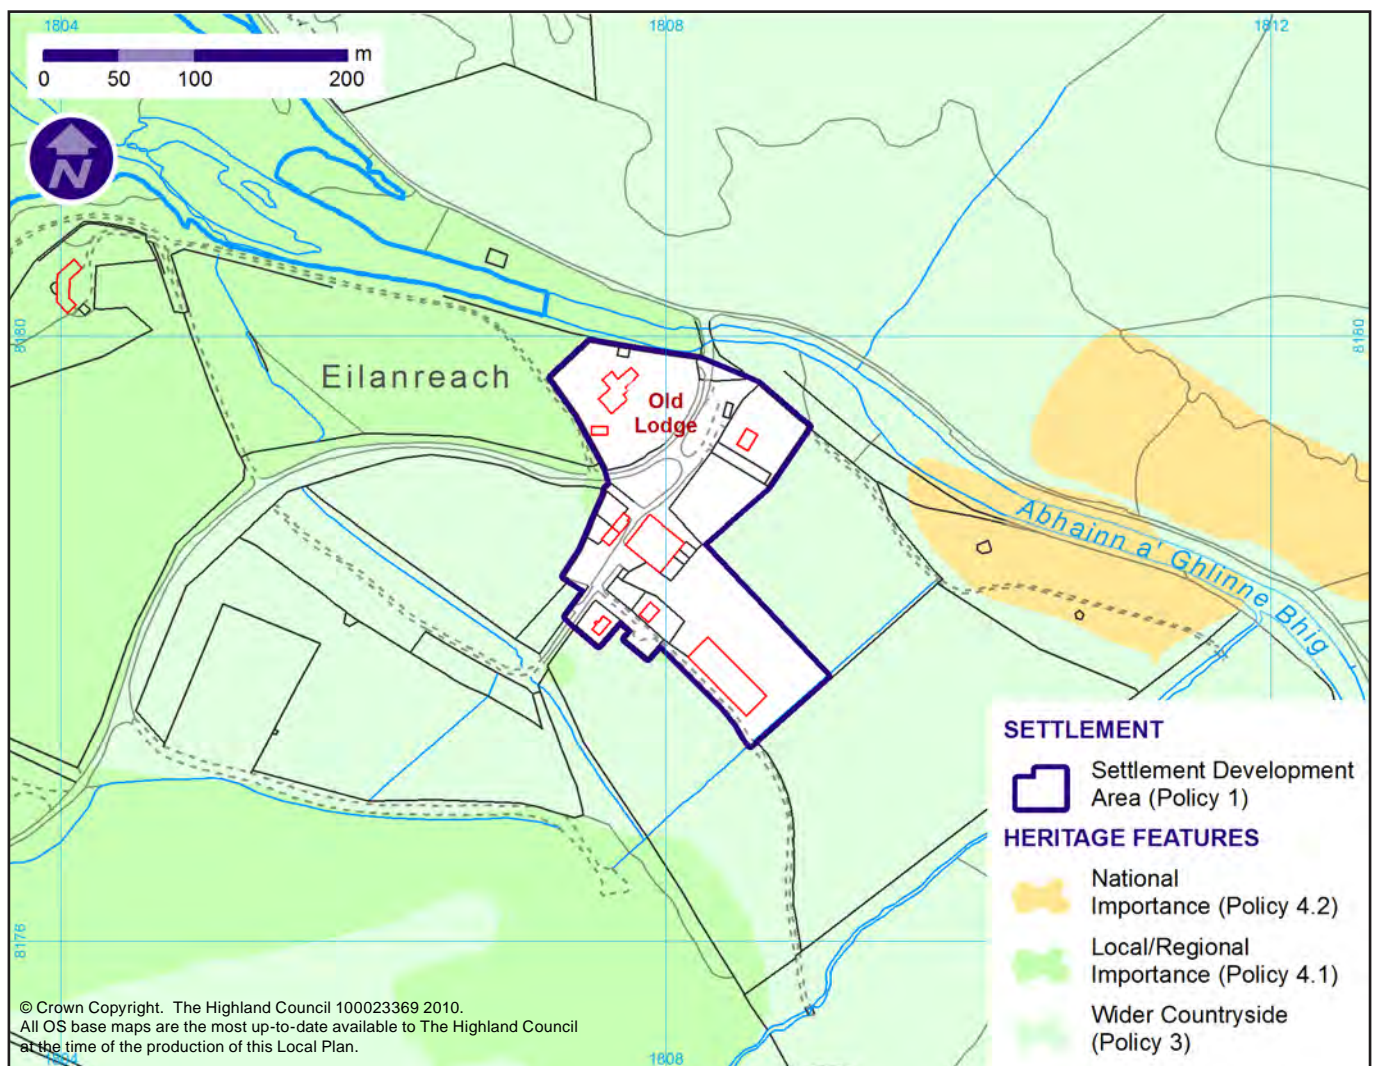 1804
1808
1812
m
0 50 100 200
N
8180
8180
Eilanreach
Old
Lodge
Abhainn a' Ghlinne Bhig
SETTLEMENT
Settlement Development
Area (Policy 1)
HERITAGE FEATURES
National
Importance (Policy 4.2)
Local/Regional
Importance (Policy 4.1)
Wider Countryside
(Policy 3)
8176
© Crown Copyright. The Highland Council 100023369 2010.
All OS base maps are the most up-to-date available to The Highland Council
at the time of the production of this Local Plan.
1804
1808